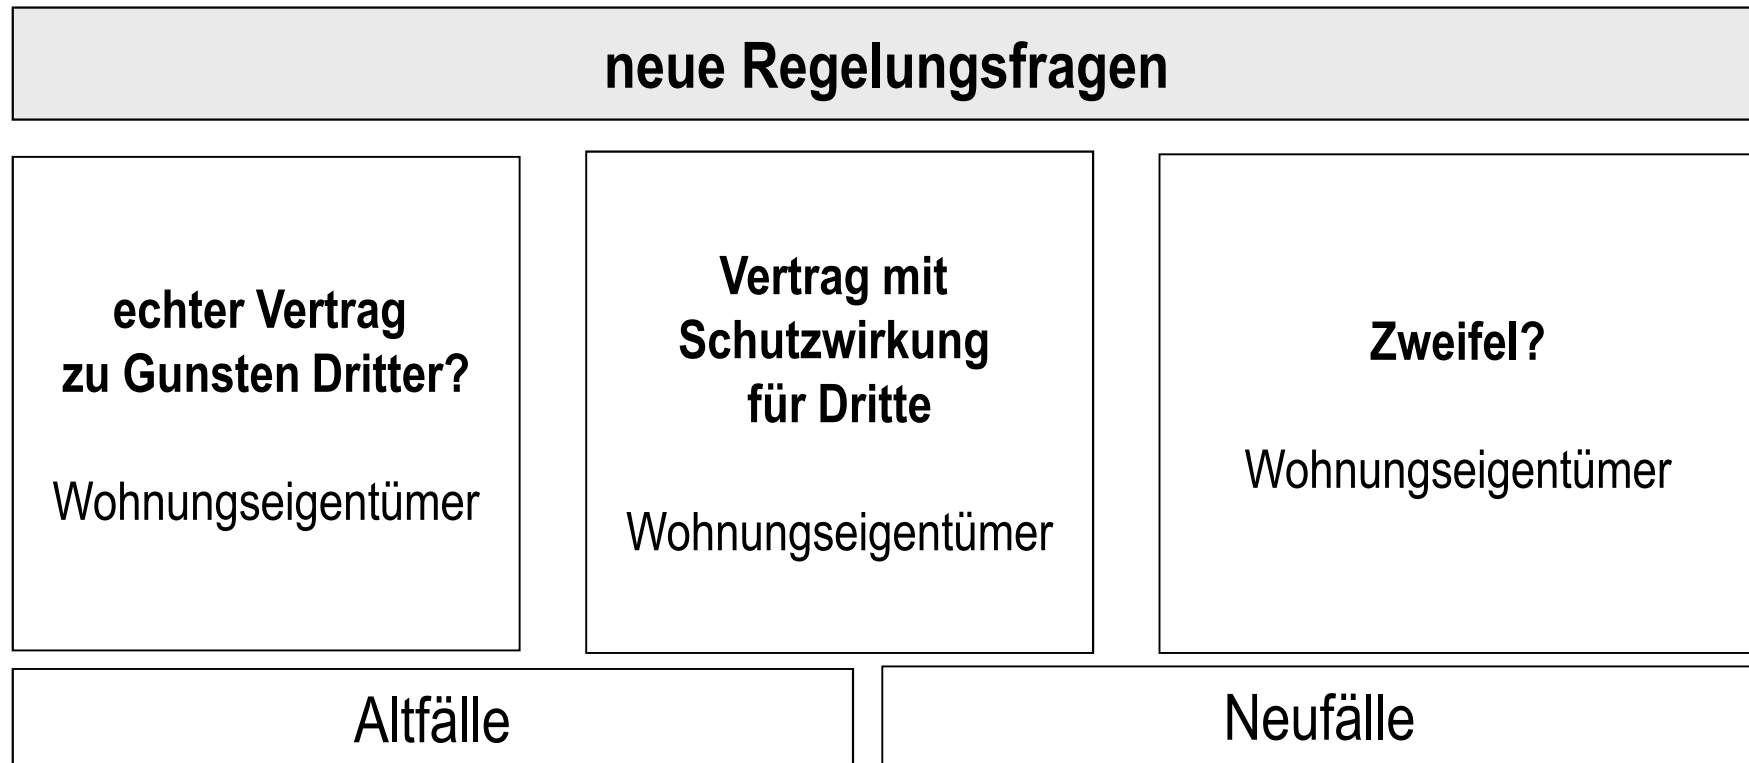 neue Regelungsfragen
echter Vertrag
zu Gunsten Dritter?
Wohnungseigentümer
Vertrag mit
Schutzwirkung
für Dritte
Wohnungseigentümer
Zweifel?
Wohnungseigentümer
Altfälle
Neufälle